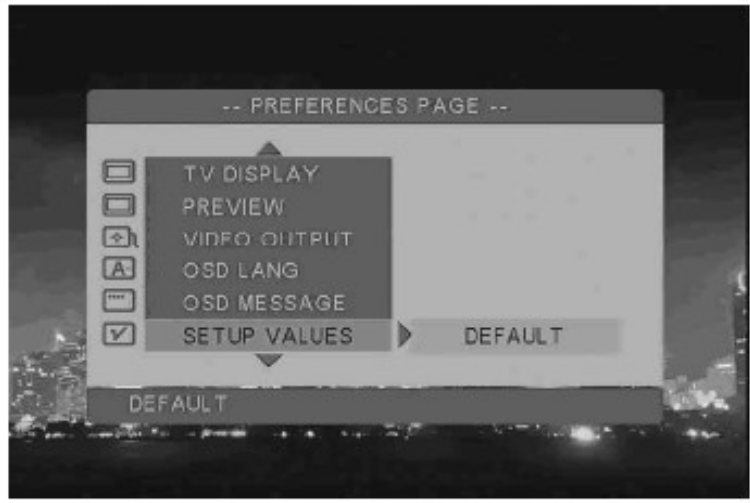 -- PREFERENCES PAGE --
TV DISPLAY
PREVIEW
VIDEO OUTPUT
OSD LANG
OSD MESSAGE
SETUP VALUES DEFAULT
DEFAULT